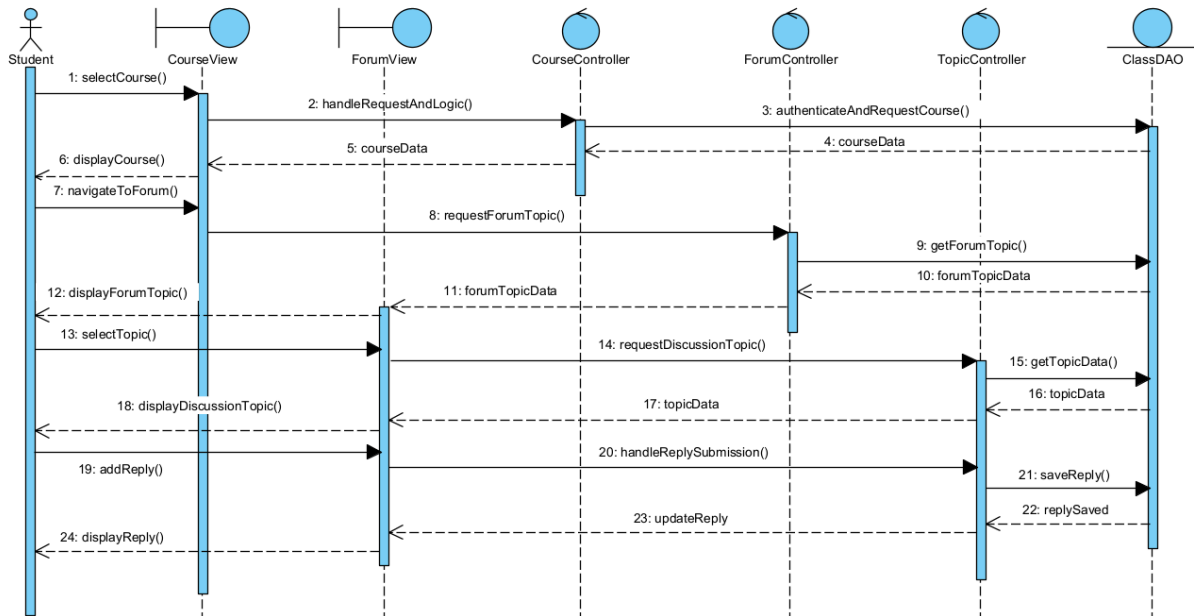 Student
CourseView
ForumView
CourseController
ForumController
TopicController
ClassDAO
1: selectCourse()
2: handleRequestAndLogic()
3: authenticateAndRequestCourse()
4: courseData
5: courseData
6: displayCourse()
7: navigateToForum()
8: requestForumTopic()
9: getForumTopic()
10: forumTopicData
11: forumTopicData
12: displayForumTopic()
13: selectTopic()
14: requestDiscussionTopic()
15: getTopicData()
16: topicData
17: topicData
18: displayDiscussionTopic()
19: addReply()
20: handleReplySubmission()
21: saveReply()
22: replySaved
23: updateReply
24: displayReply()